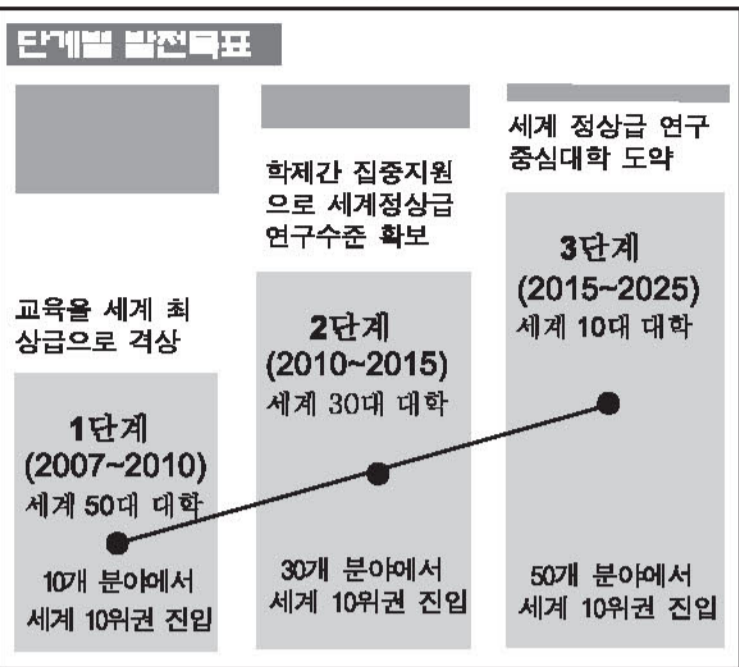 단계별 발전목표
교육을 세계 최
상급으로 격상
1단계
(2007~2010)
세계 50대 대학
10개 분야에서
세계 10위권 진입
학제간 집중지원
으로 세계정상급
연구수준 확보
2단계
(2010~2015)
세계 30대 대학
30개 분야에서
세계 10위권 진입
세계 정상급 연구
중심대학 도약
3단계
(2015~2025)
세계 10대 대학
50개 분야에서
세계 10위권 진입